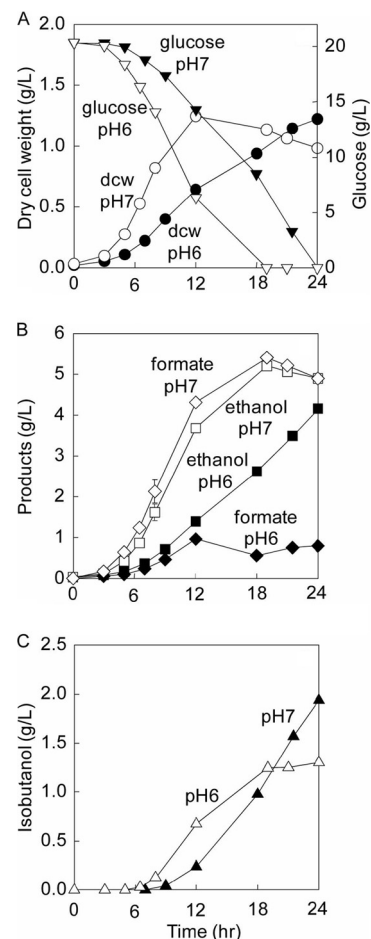 A
2.0
1.5
1.0
0.5
0.0
Dry cell weight (g/L)
glucose
pH7
glucose
pH6
dcw
pH7
dcw
pH6
20
15
10
5
0
Glucose (g/L)
0
6
12
18
24
B
6
5
4
3
2
1
0
Products (g/L)
formate
pH7
ethanol
pH7
ethanol
pH6
formate
pH6
0
6
12
18
24
C
2.5
2.0
1.5
1.0
0.5
0.0
Isobutanol (g/L)
pH7
pH6
0
6
12
18
24
Time (hr)